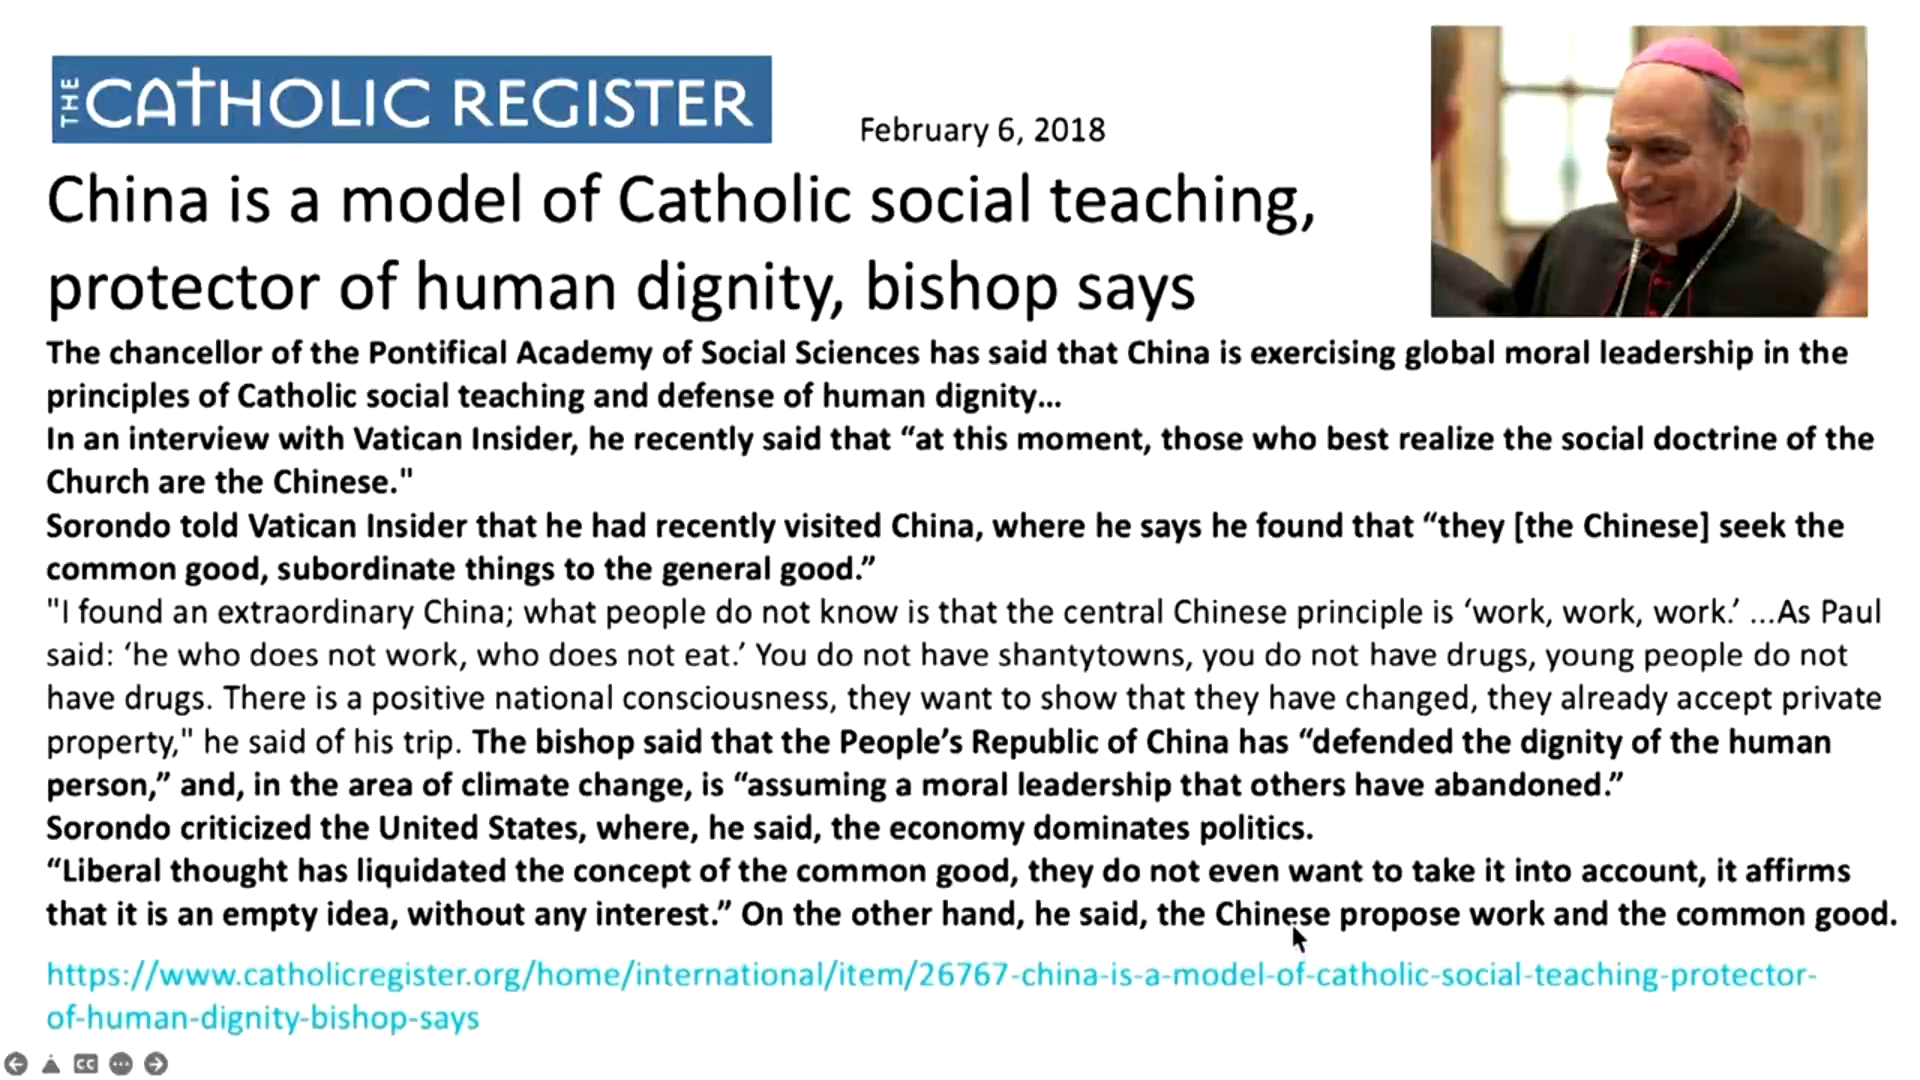 THE CATHOLIC REGISTER
February 6, 2018
China is a model of Catholic social teaching,
protector of human dignity, bishop says
The chancellor of the Pontifical Academy of Social Sciences has said that China is exercising global moral leadership in the
principles of Catholic social teaching and defense of human dignity...
In an interview with Vatican Insider, he recently said that “at this moment, those who best realize the social doctrine of the
Church are the Chinese."
Sorondo told Vatican Insider that he had recently visited China, where he says he found that “they [the Chinese] seek the
common good, subordinate things to the general good.”
"I found an extraordinary China; what people do not know is that the central Chinese principle is ‘work, work, work.’ ...As Paul
said: ‘he who does not work, who does not eat.’ You do not have shantytowns, you do not have drugs, young people do not
have drugs. There is a positive national consciousness, they want to show that they have changed, they already accept private
property," he said of his trip. The bishop said that the People’s Republic of China has “defended the dignity of the human
person,” and, in the area of climate change, is “assuming a moral leadership that others have abandoned.”
Sorondo criticized the United States, where, he said, the economy dominates politics.
“Liberal thought has liquidated the concept of the common good, they do not even want to take it into account, it affirms
that it is an empty idea, without any interest.” On the other hand, he said, the Chinese propose work and the common good.
https://www.catholicregister.org/home/international/item/26767-china-is-a-model-of-catholic-social-teaching-protector-
of-human-dignity-bishop-says
CC